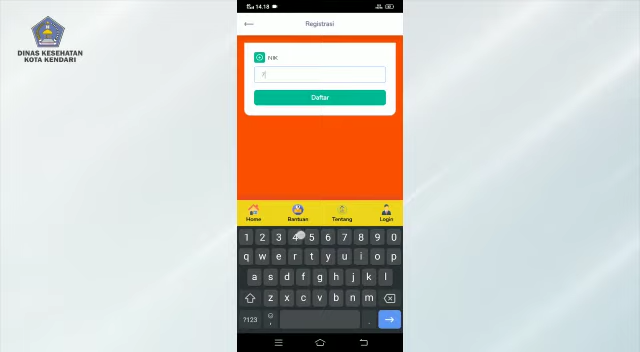 DINAS KESEHATAN
KOTA KENDARI
14.18
Registrasi
NIK
Daftar
Home Bantuan Tentang Login
1 2 3 4 5 6 7 8 9 0
q w e r t y u i o p
a s d f g h j k l
z x c v b n m
?123 , .